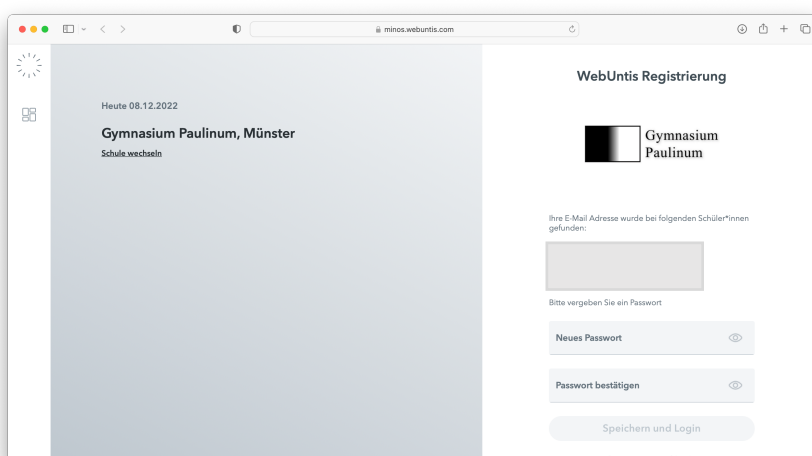 minos.webuntis.com
Heute 08.12.2022
Gymnasium Paulinum, Münster
Schule wechseln
WebUntis Registrierung
Gymnasium
Paulinum
Ihre E-Mail Adresse wurde bei folgenden Schüler*innen
gefunden:
Bitte vergeben Sie ein Passwort
Neues Passwort
Passwort bestätigen
Speichern und Login